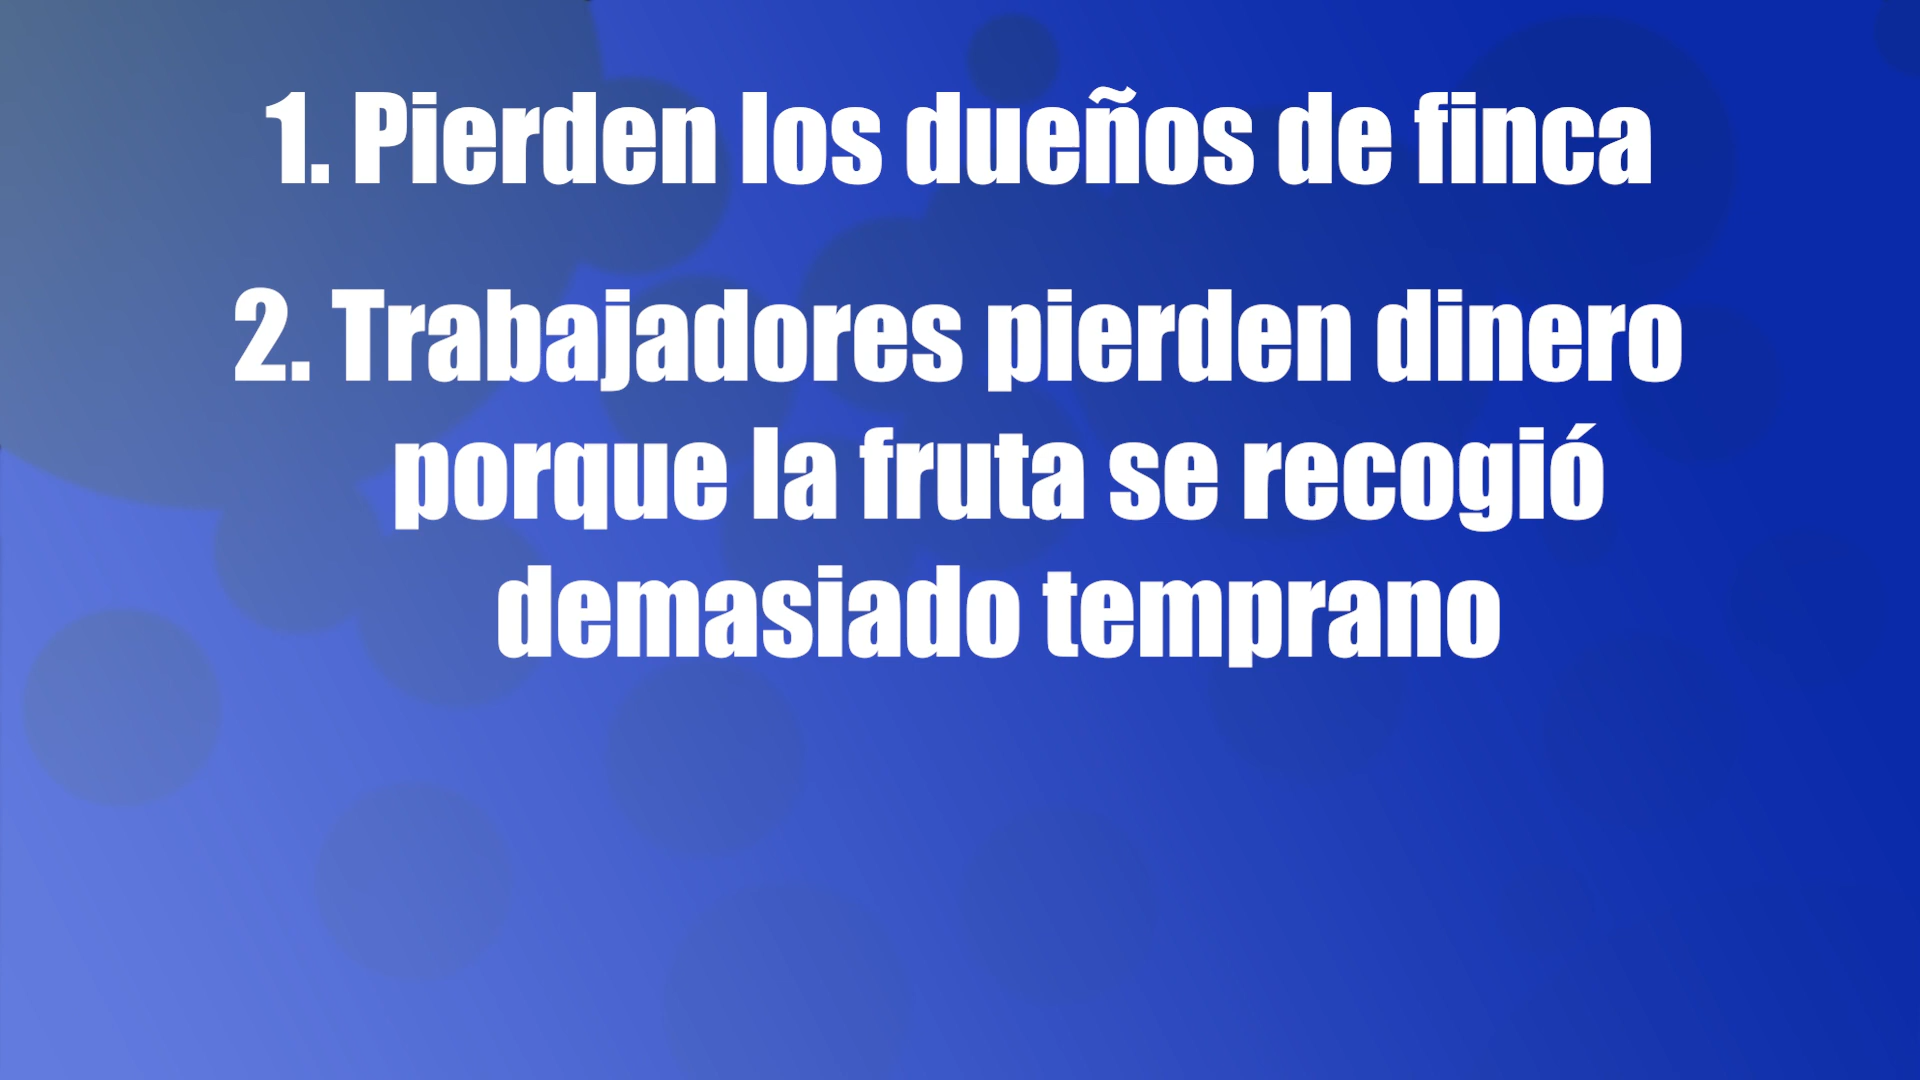 1. Pierden los dueños de finca
2. Trabajadores pierden dinero
porque la fruta se recogió
demasiado temprano